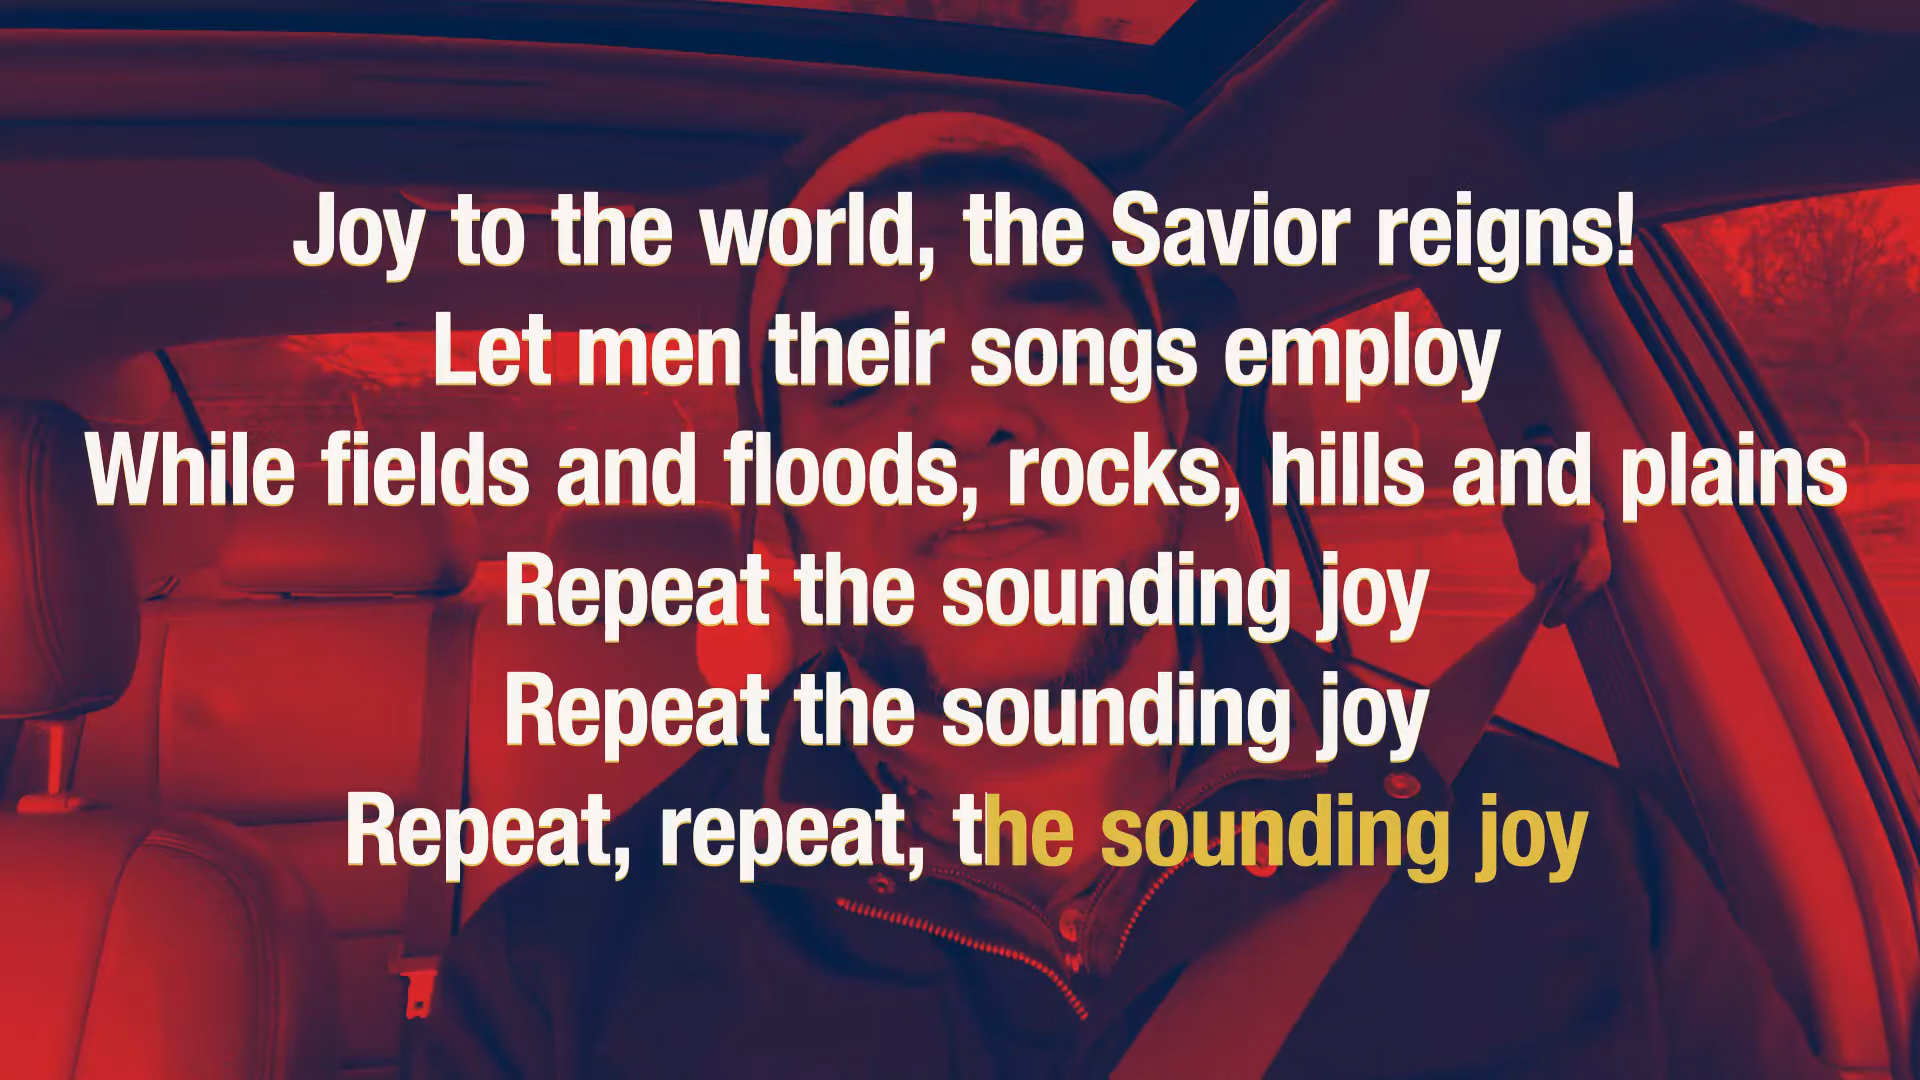 Joy to the world, the Savior reigns!
Let men their songs employ
While fields and floods, rocks, hills and plains
Repeat the sounding joy
Repeat the sounding joy
Repeat, repeat, the sounding joy